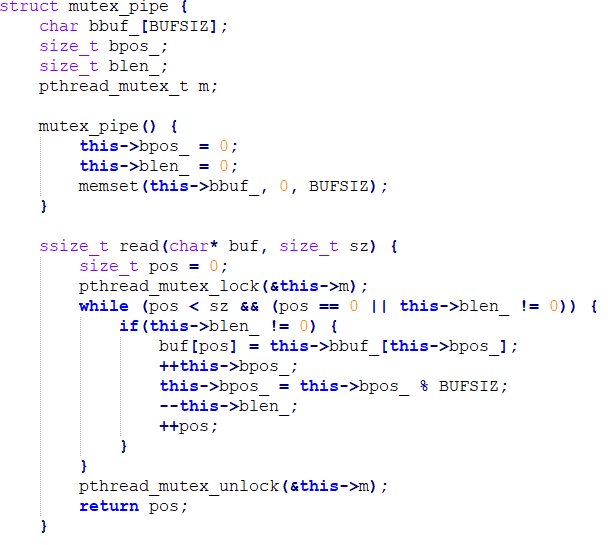 struct mutex_pipe {
    char bbuf_[BUFSIZ];
    size_t bpos_;
    size_t blen_;
    pthread_mutex_t m;

    mutex_pipe() {
        this->bpos_ = 0;
        this->blen_ = 0;
        memset(this->bbuf_, 0, BUFSIZ);
    }

    ssize_t read(char* buf, size_t sz) {
        size_t pos = 0;
        pthread_mutex_lock(&this->m);
        while (pos < sz && (pos == 0 || this->blen_ != 0)) {
            if(this->blen_ != 0) {
                buf[pos] = this->bbuf_[this->bpos_];
                ++this->bpos_;
                this->bpos_ = this->bpos_ % BUFSIZ;
                --this->blen_;
                ++pos;
            }
        }
        pthread_mutex_unlock(&this->m);
        return pos;
    }